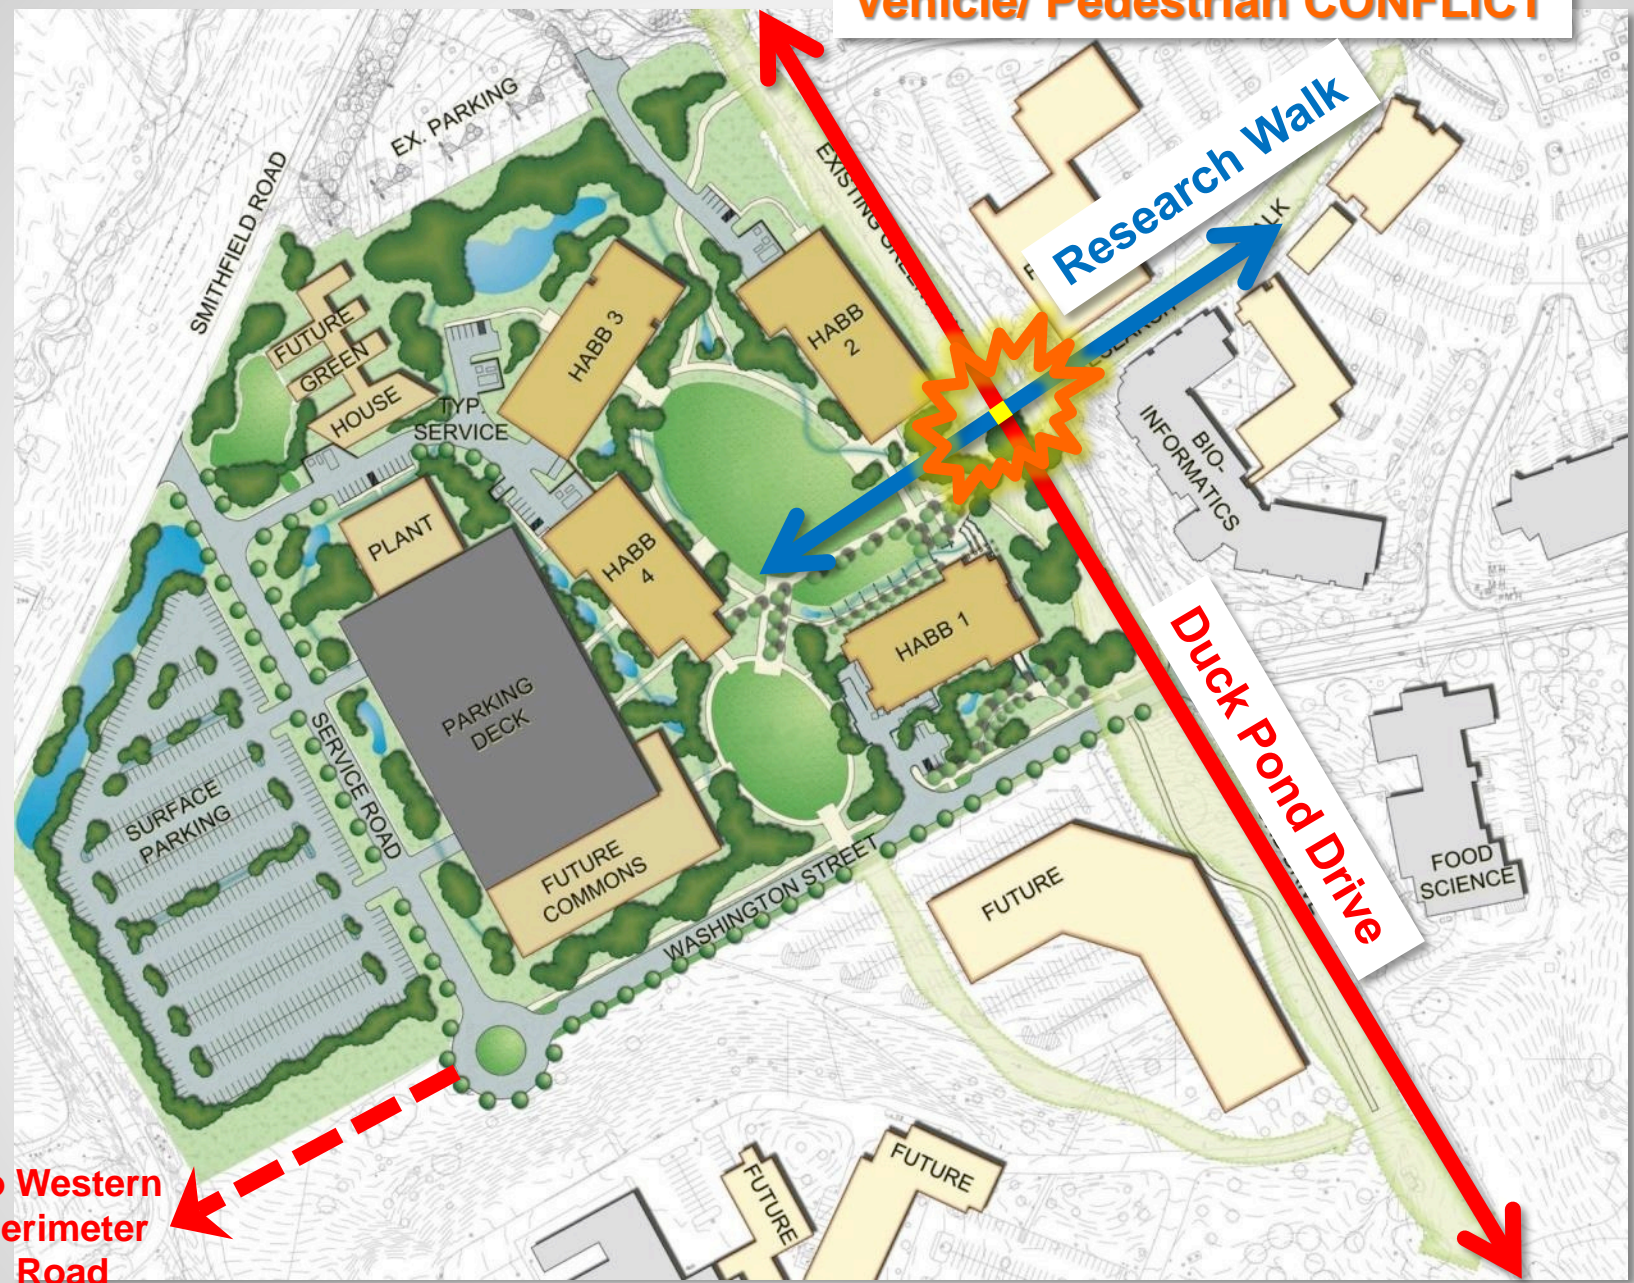 Vehicle/ Pedestrian CONFLICT
EX. PARKING
SMITHFIELD ROAD
EXISTING
Research Walk
HABB 3
HABB
2
FUTURE
GREEN
HOUSE
TYP.
SERVICE
BIO-
INFORMATICS
PLANT
HABB
4
HABB 1
PARKING
DECK
Duck Pond Drive
SERVICE ROAD
SURFACE
PARKING
FUTURE
COMMONS
WASHINGTON STREET
FUTURE
FOOD
SCIENCE
Western
Road
FUTURE
FUTURE